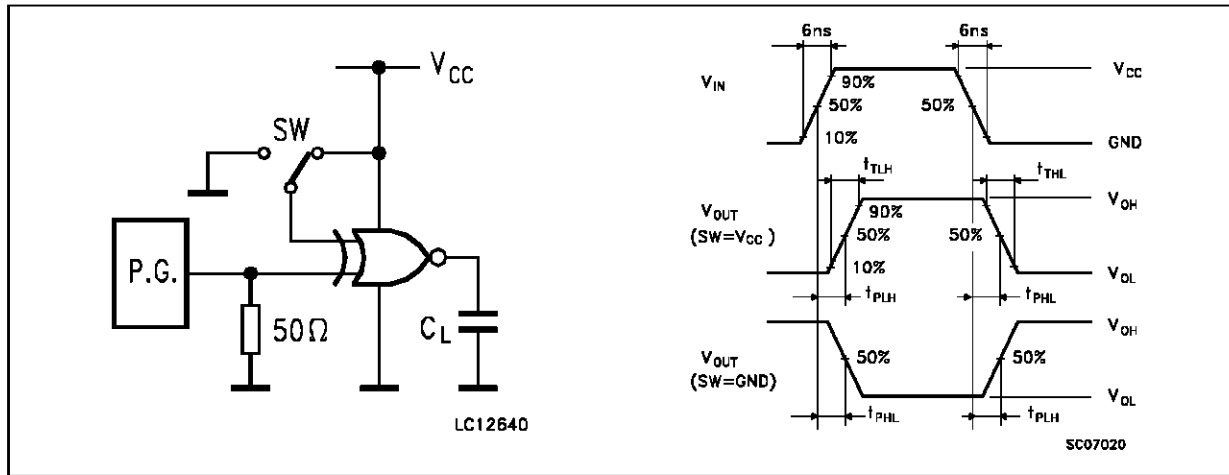 V_CC
SW
P.G.
50Ω
C_L
LC12640
6ns
6ns
V_IN
90%
50%
10%
50%
V_CC
GND
t_TLH
t_THL
V_OUT
(SW=V_CC)
90%
50%
10%
50%
V_OH
V_OL
t_PLH
t_PHL
V_OUT
(SW=GND)
50%
50%
V_OH
V_OL
t_PHL
t_PLH
SC07020